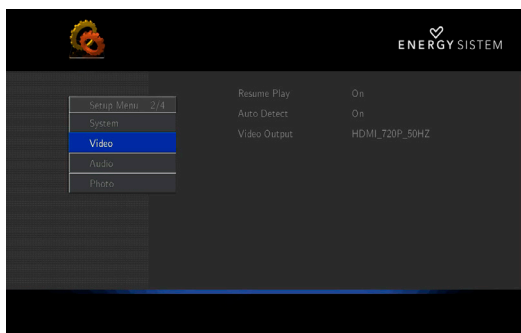 ENERGY SISTEM
Setup Menu 2/4
System
Video
Audio
Photo
Resume Play On
Auto Detect On
Video Output HDMI_720P_50HZ